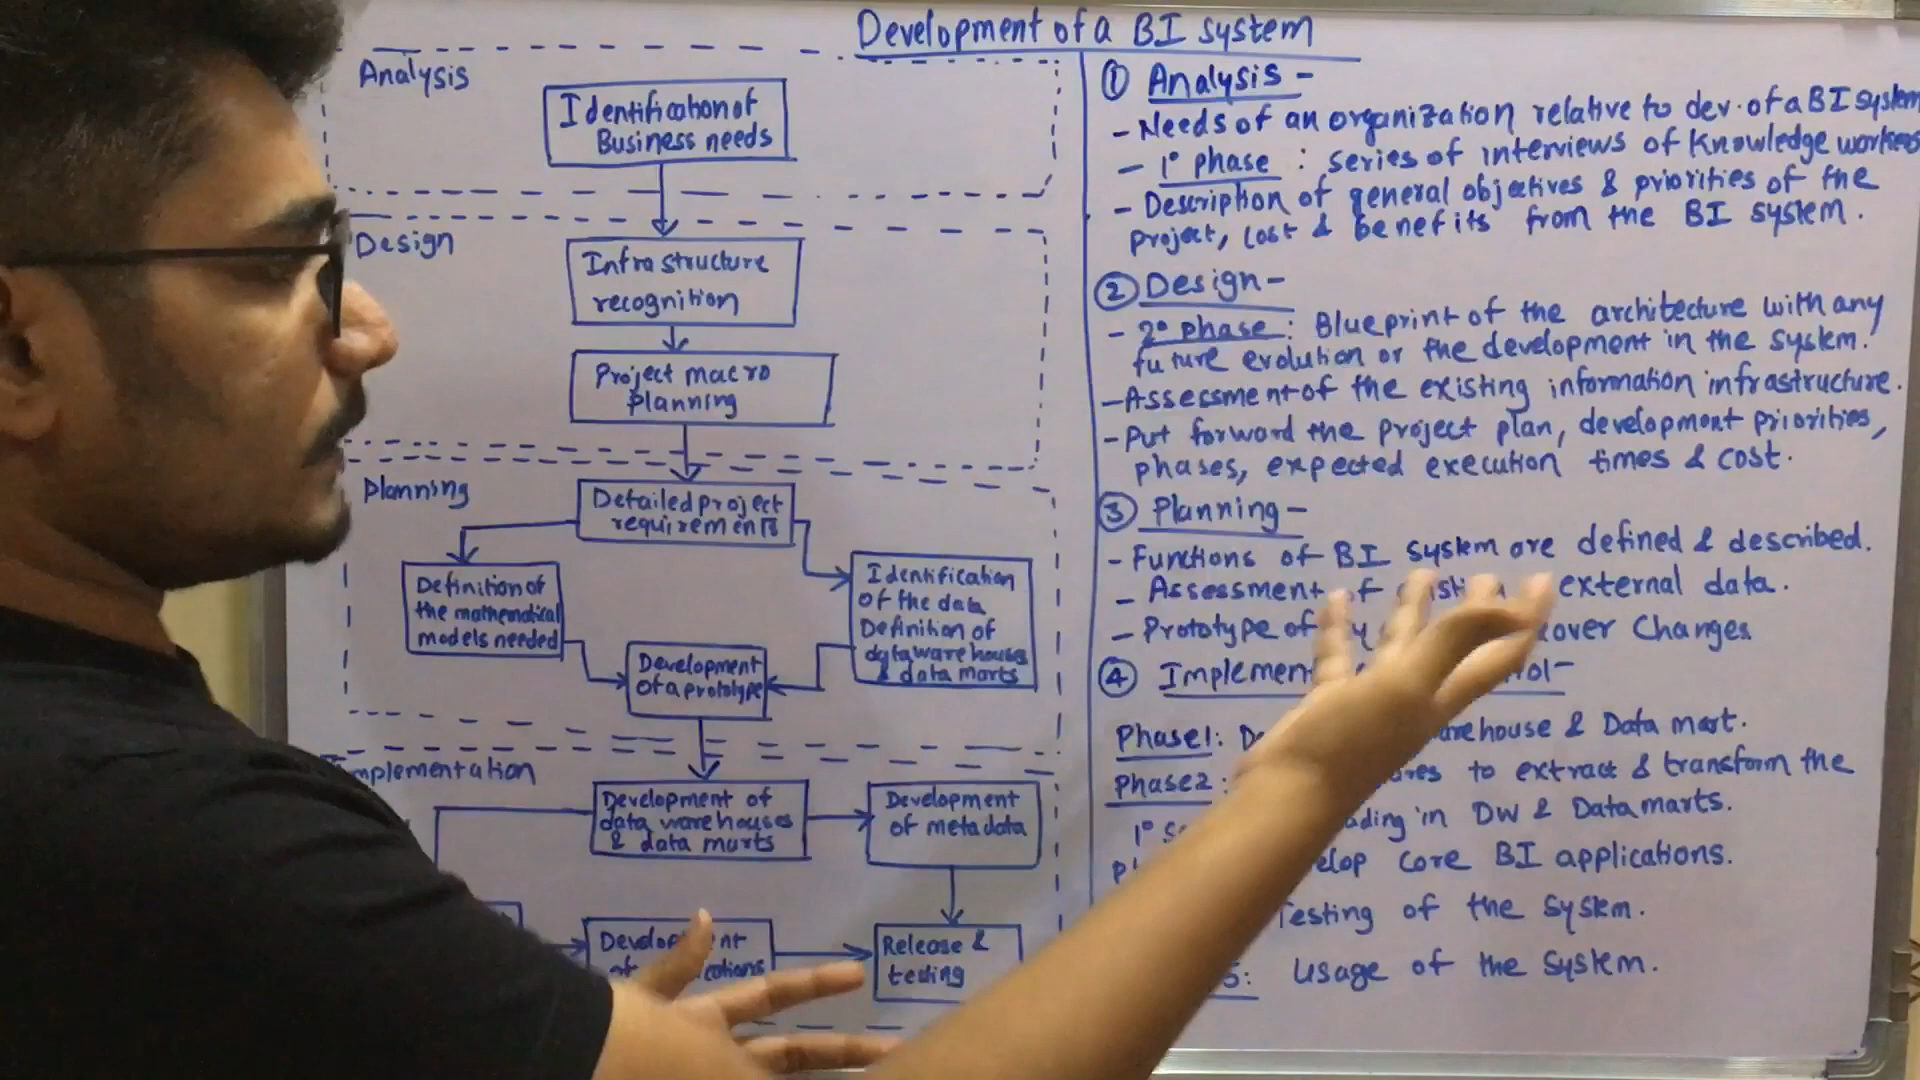 Development of a BI system
Analysis
Identification of
Business needs
Design
Infrastructure
recognition
Project macro
planning
Planning
Detailed project
requirements
Definition of
the mathematical
models needed
Identification
of the data
Definition of
data warehouses
& data marts
Development
of a prototype
Implementation
Development of
data warehouses
& data marts
Development
of metadata
Release &
testing
① Analysis -
- Needs of an organization relative to dev. of a BI system
- 1° phase : series of interviews of knowledge workers
- Description of general objectives & priorities of the
project, cost & benefits from the BI system.
② Design -
- 2° phase : Blueprint of the architecture with any
future evolution or the development in the system.
- Assessment of the existing information infrastructure.
- Put forward the project plan, development priorities,
phases, expected execution times & cost.
③ Planning -
- Functions of BI system are defined & described.
- Assessment of external data.
- Prototype of cover Changes
④
Phase1: & Data mart.
Phase2: to extract & transform the
in DW & Data marts.
core BI applications.
Testing of the system.
5: usage of the system.